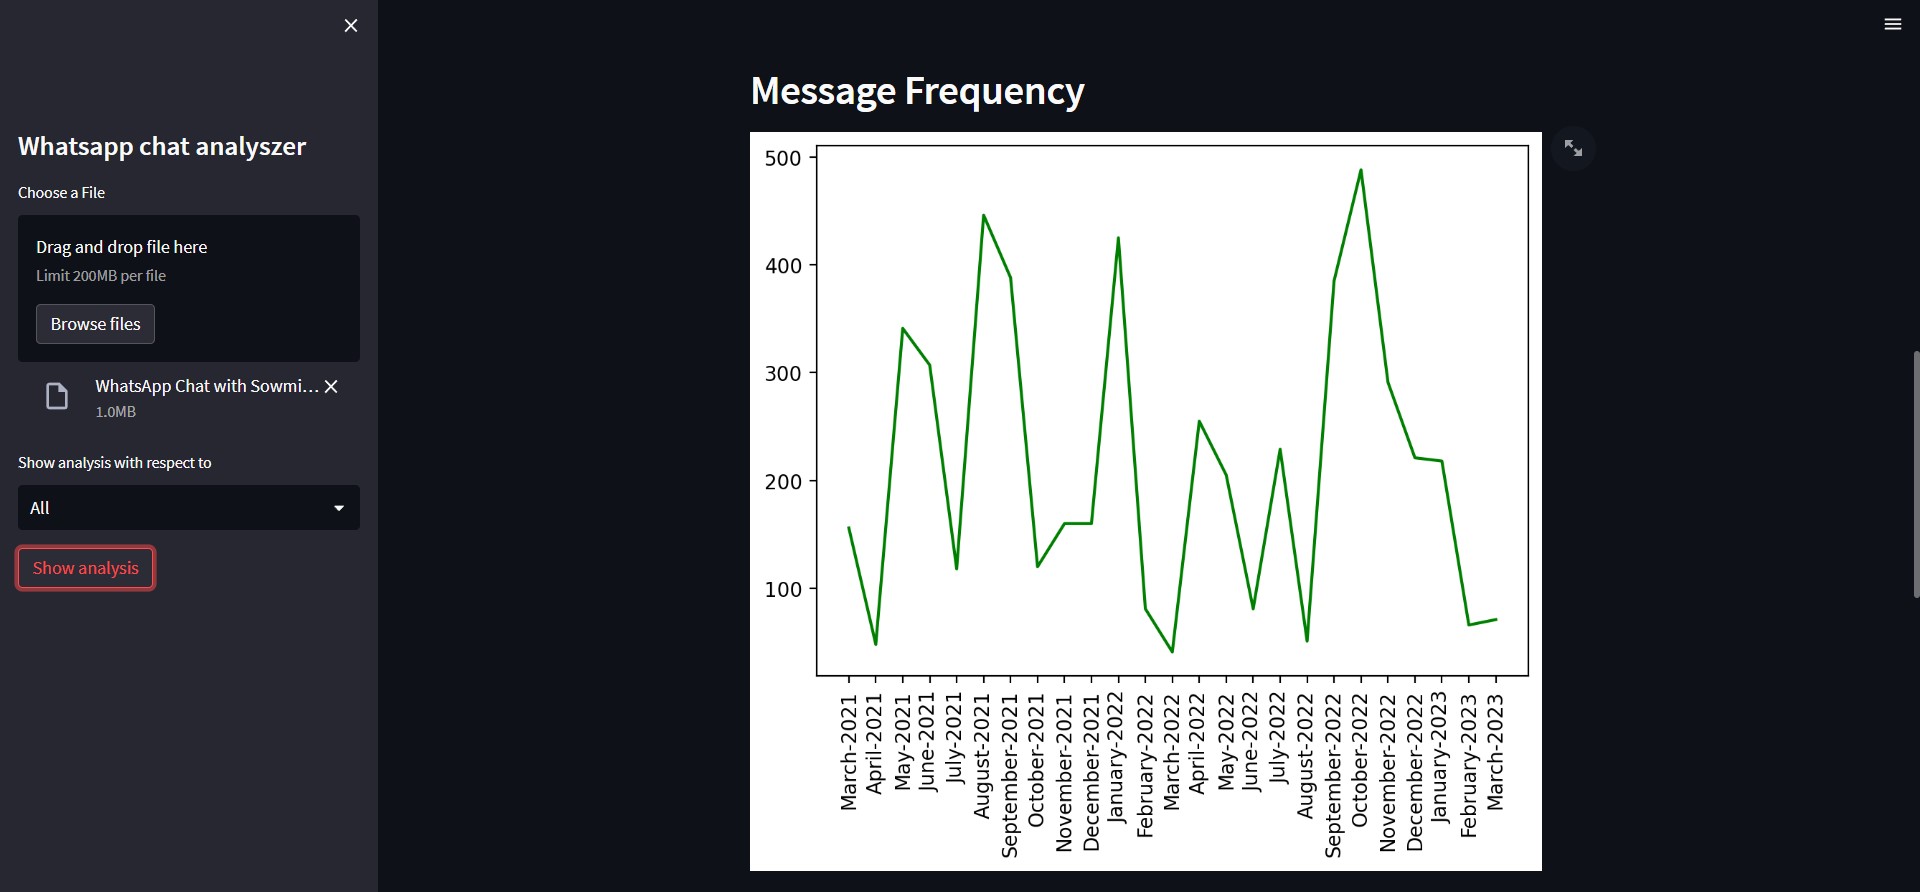 Whatsapp chat analyszer
Choose a File
Drag and drop file here
Limit 200MB per file
Browse files
WhatsApp Chat with Sowmi...
1.0MB
Show analysis with respect to
All
Show analysis
Message Frequency
500
400
300
200
100
March-2021
April-2021
May-2021
June-2021
July-2021
August-2021
September-2021
October-2021
November-2021
December-2021
January-2022
February-2022
March-2022
April-2022
May-2022
June-2022
July-2022
August-2022
September-2022
October-2022
November-2022
December-2022
January-2023
February-2023
March-2023